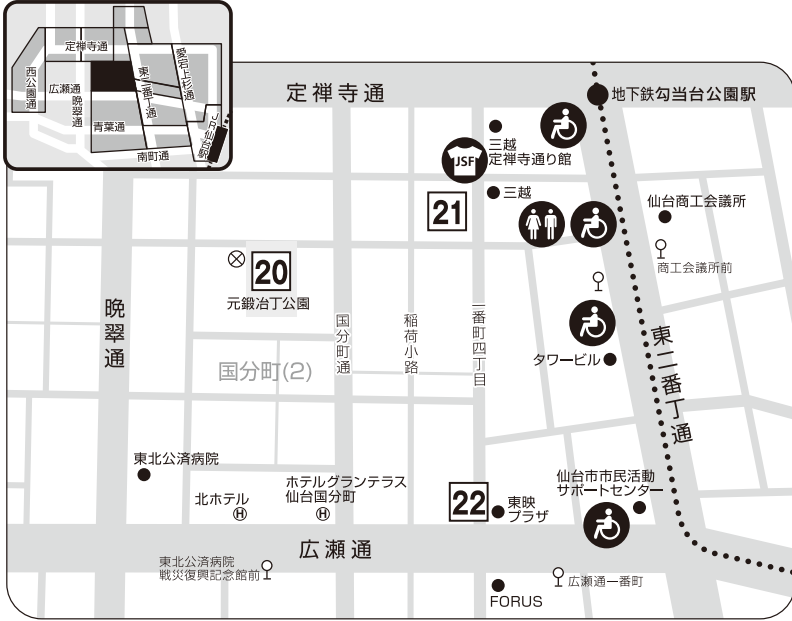 定禅寺通
西公園通
広瀬通
晩翠通
東二番丁通
愛宕上杉通
青葉通
南町通
JR仙台駅
定禅寺通
地下鉄勾当台公園駅
三越
定禅寺通り館
JSF
三越
21
仙台商工会議所
商工会議所前
20
元鍛冶丁公園
晩翠通
国分町通
稲荷小路
一番町四丁目
国分町(2)
タワービル
東二番丁通
東北公済病院
北ホテル
H
ホテルグランテラス
仙台国分町
H
22
東映
プラザ
仙台市市民活動
サポートセンター
広瀬通
東北公済病院
戦災復興記念館前
広瀬通一番町
FORUS